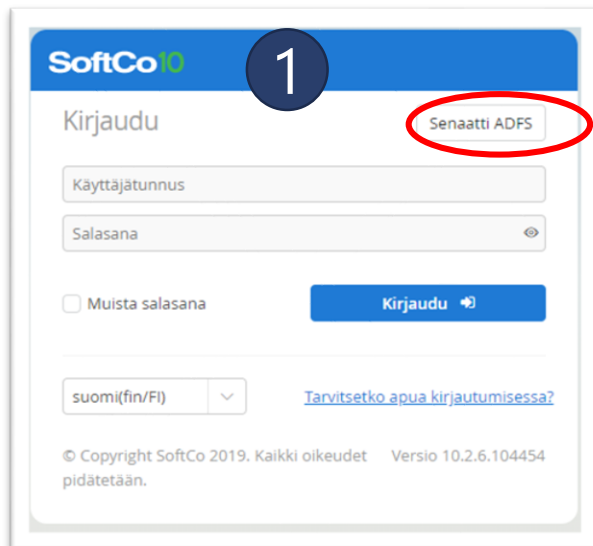 SoftCo10
1
Kirjaudu
Senaatti ADFS
Käyttäjätunnus
Salasana
Muista salasana
Kirjaudu
suomi(fin/FI)
Tarvitsetko apua kirjautumisessa?
© Copyright SoftCo 2019. Kaikki oikeudet
pidätetään.
Versio 10.2.6.104454